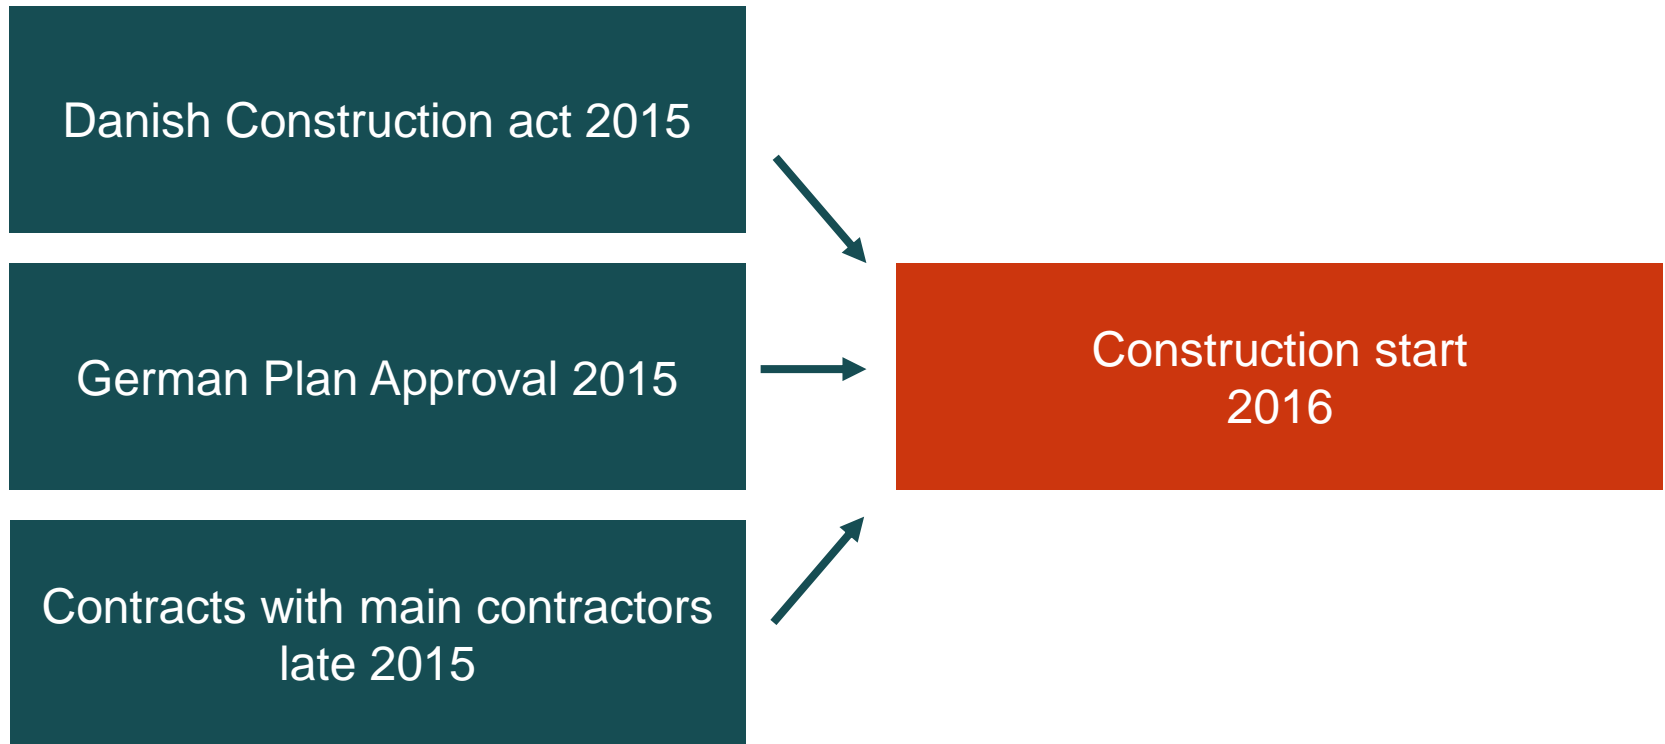 Danish Construction act 2015
German Plan Approval 2015
Contracts with main contractors
late 2015
Construction start
2016